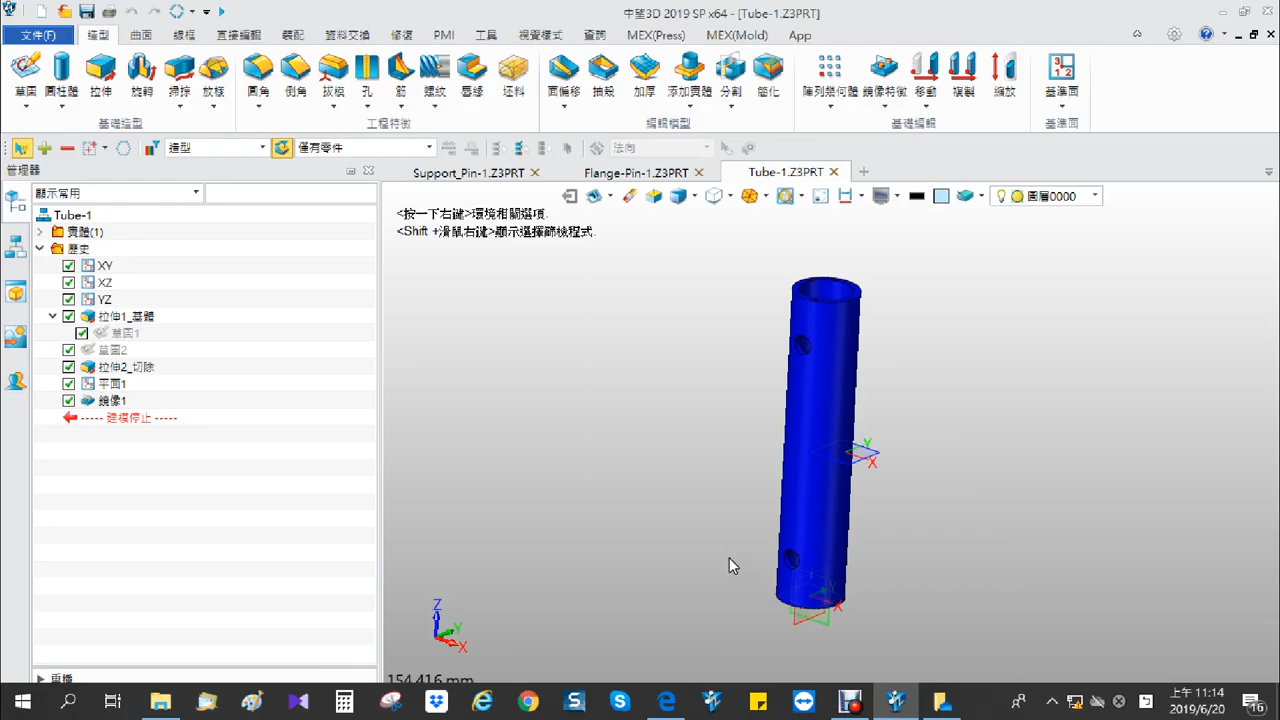 中望3D 2019 SP x64 - [Tube-1.Z3PRT]
文件(F) 造型 曲面 線框 直接編輯 裝配 資料交換 修復 PMI 工具 視覺樣式 查詢 MEX(Press) MEX(Mold) App
草圖 圓柱體 拉伸 旋轉 掃掠 放樣 圓角 倒角 拔模 孔 筋 螺紋 唇緣 坯料 面偏移 抽殼 加厚 添加實體 分割 簡化 陣列幾何體 鏡像特徵 移動 複製 縮放 基準面
基礎造型 工程特徵 編輯模型 基礎編輯 基準面
造型 僅有零件 法向
管理器
Support_Pin-1.Z3PRT Flange-Pin-1.Z3PRT Tube-1.Z3PRT
顯示常用
圖層0000
<按一下右鍵>環境相關選項.
<Shift +滑鼠右鍵>顯示選擇篩檢程式.
Tube-1
實體(1)
歷史
XY
XZ
YZ
拉伸1_基體
草圖1
草圖2
拉伸2_切除
平面1
鏡像1
----- 建模停止 -----
Y
X
Y
X
Z
Y
X
重播
154.416 mm
上午 11:14
2019/6/20
16